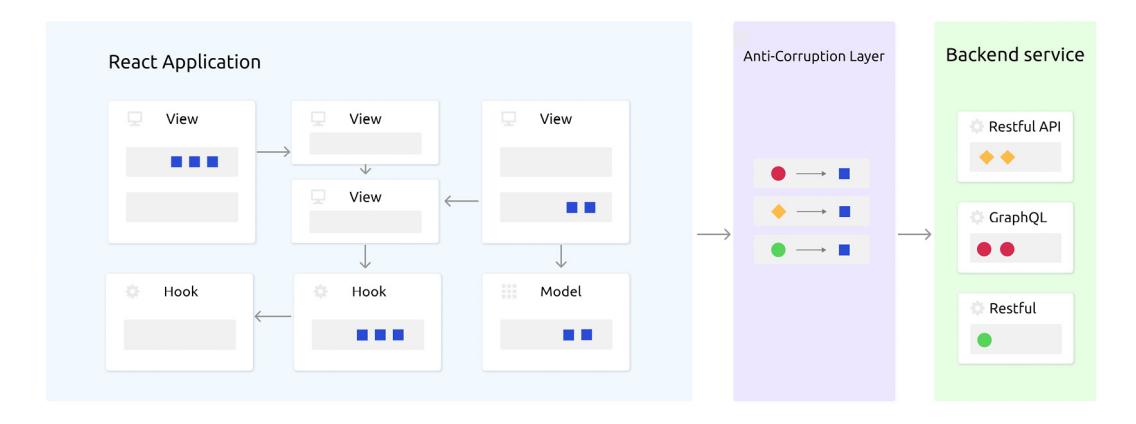 React Application
View
View
View
View
Hook
Hook
Model
Anti-Corruption Layer
Backend service
Restful API
GraphQL
Restful